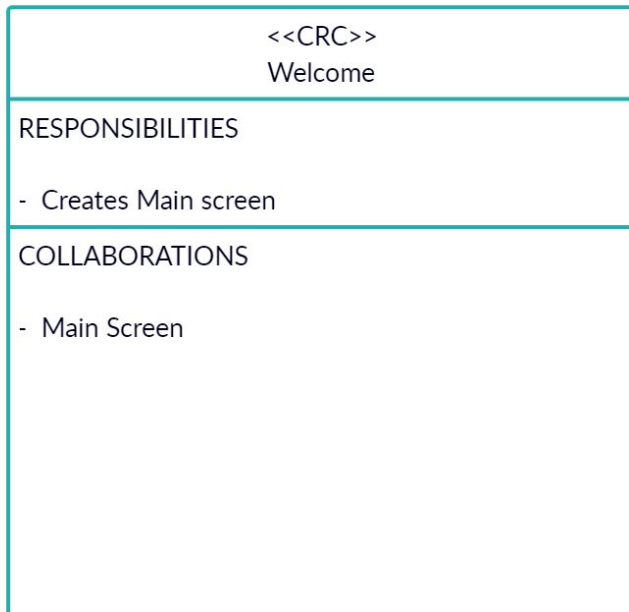 <<CRC>>
Welcome
RESPONSIBILITIES
- Creates Main screen
COLLABORATIONS
- Main Screen